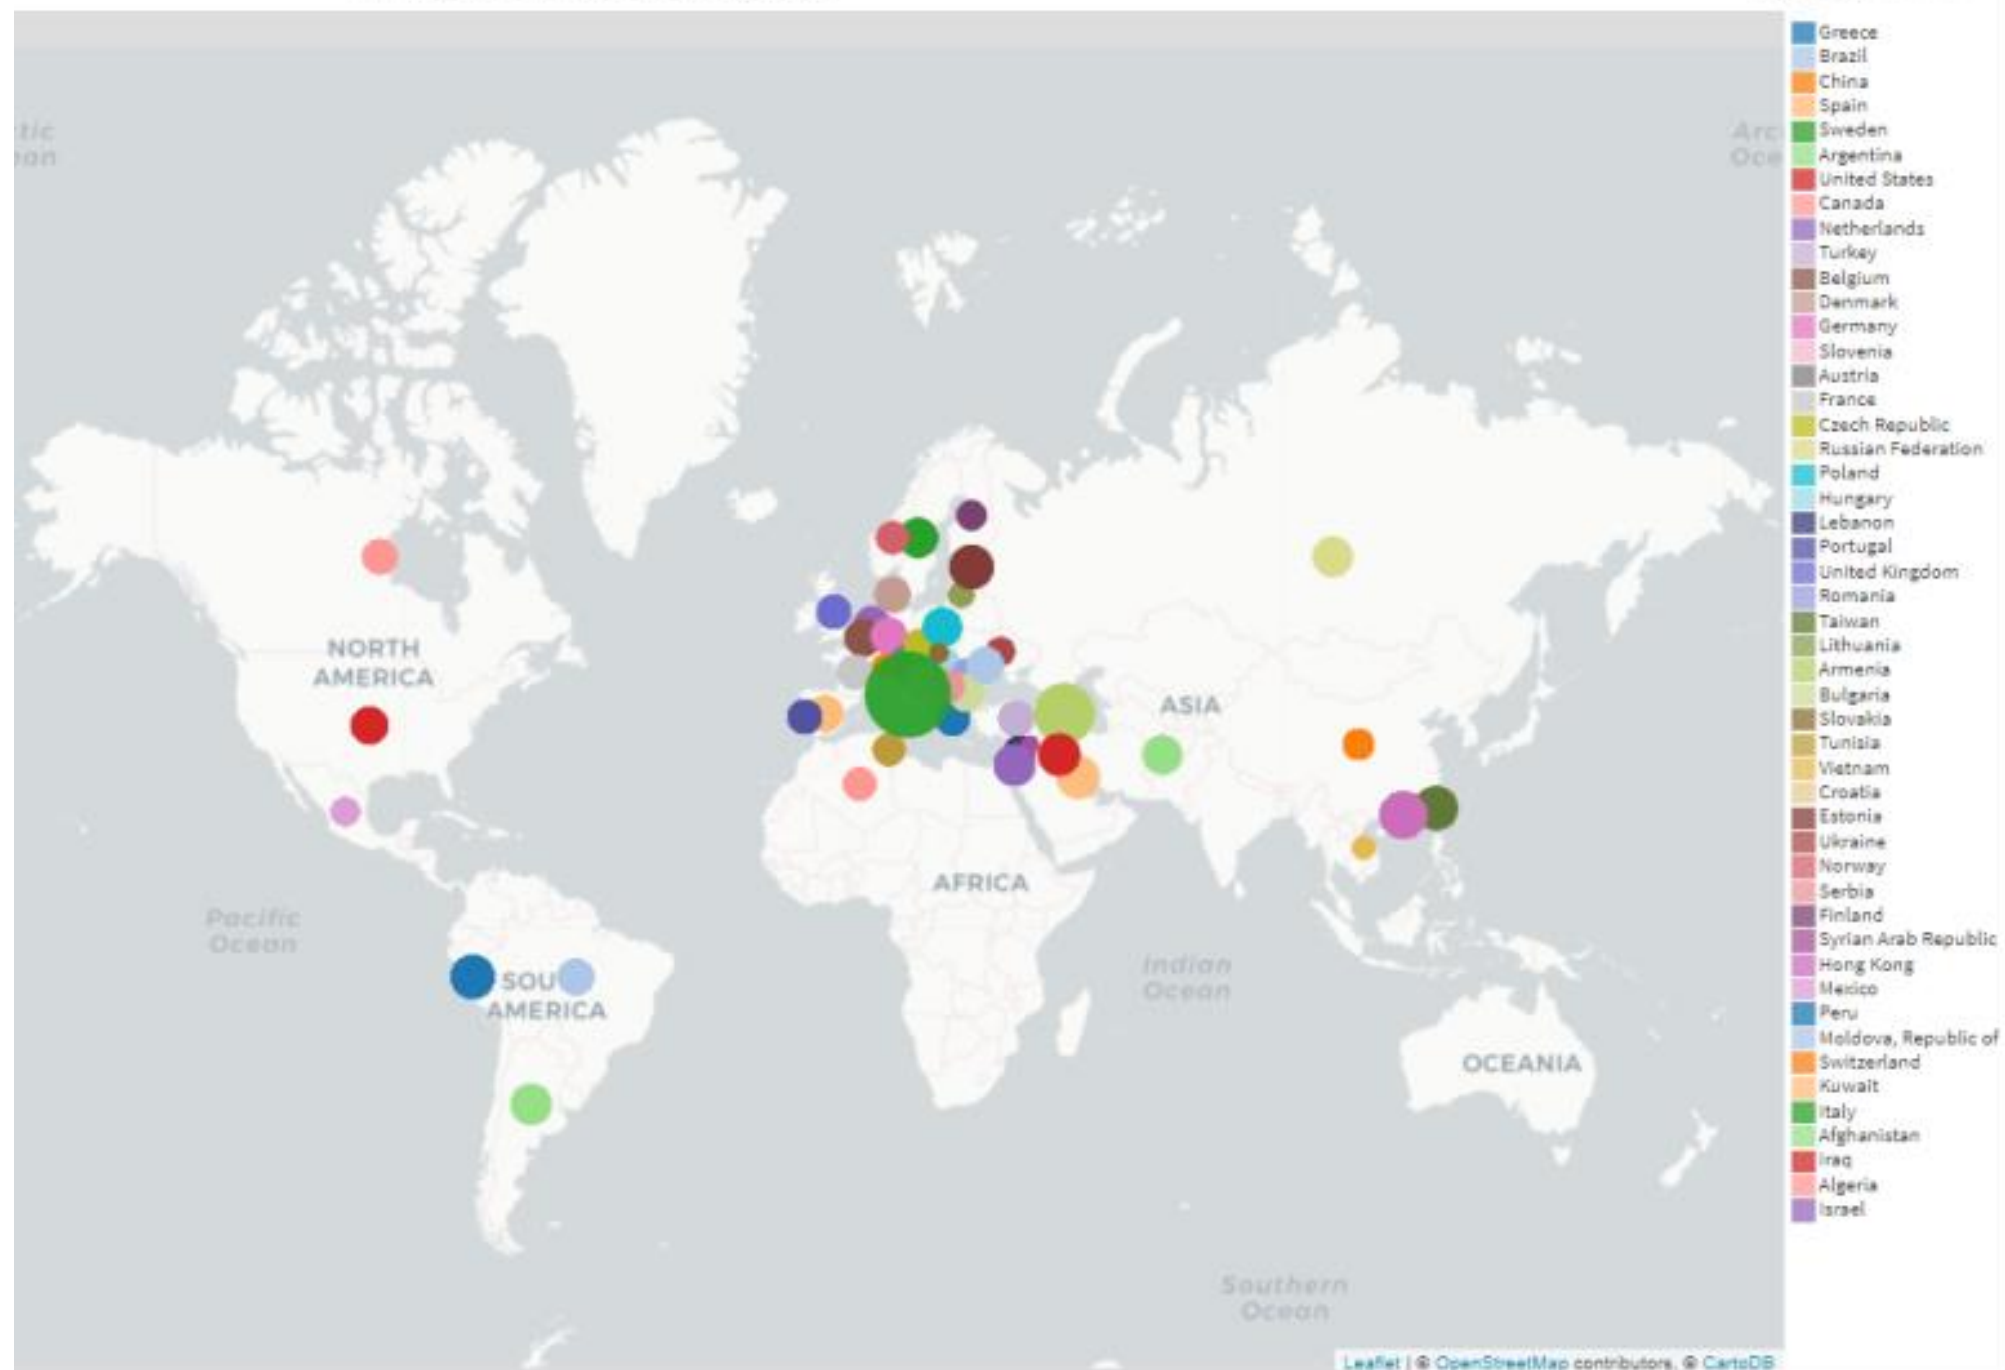 tic
Arc
Oce
NORTH
AMERICA
ASIA
AFRICA
Pacific
Ocean
SOU
AMERICA
Indian
Ocean
OCEANIA
Southern
Ocean
Leaflet | © OpenStreetMap contributors, © CartoDB
Greece
Brazil
China
Spain
Sweden
Argentina
United States
Canada
Netherlands
Turkey
Belgium
Denmark
Germany
Slovenia
Austria
France
Czech Republic
Russian Federation
Poland
Hungary
Lebanon
Portugal
United Kingdom
Romania
Taiwan
Lithuania
Armenia
Bulgaria
Slovakia
Tunisia
Vietnam
Croatia
Estonia
Ukraine
Norway
Serbia
Finland
Syrian Arab Republic
Hong Kong
Mexico
Peru
Moldova, Republic of
Switzerland
Kuwait
Italy
Afghanistan
Iraq
Algeria
Israel